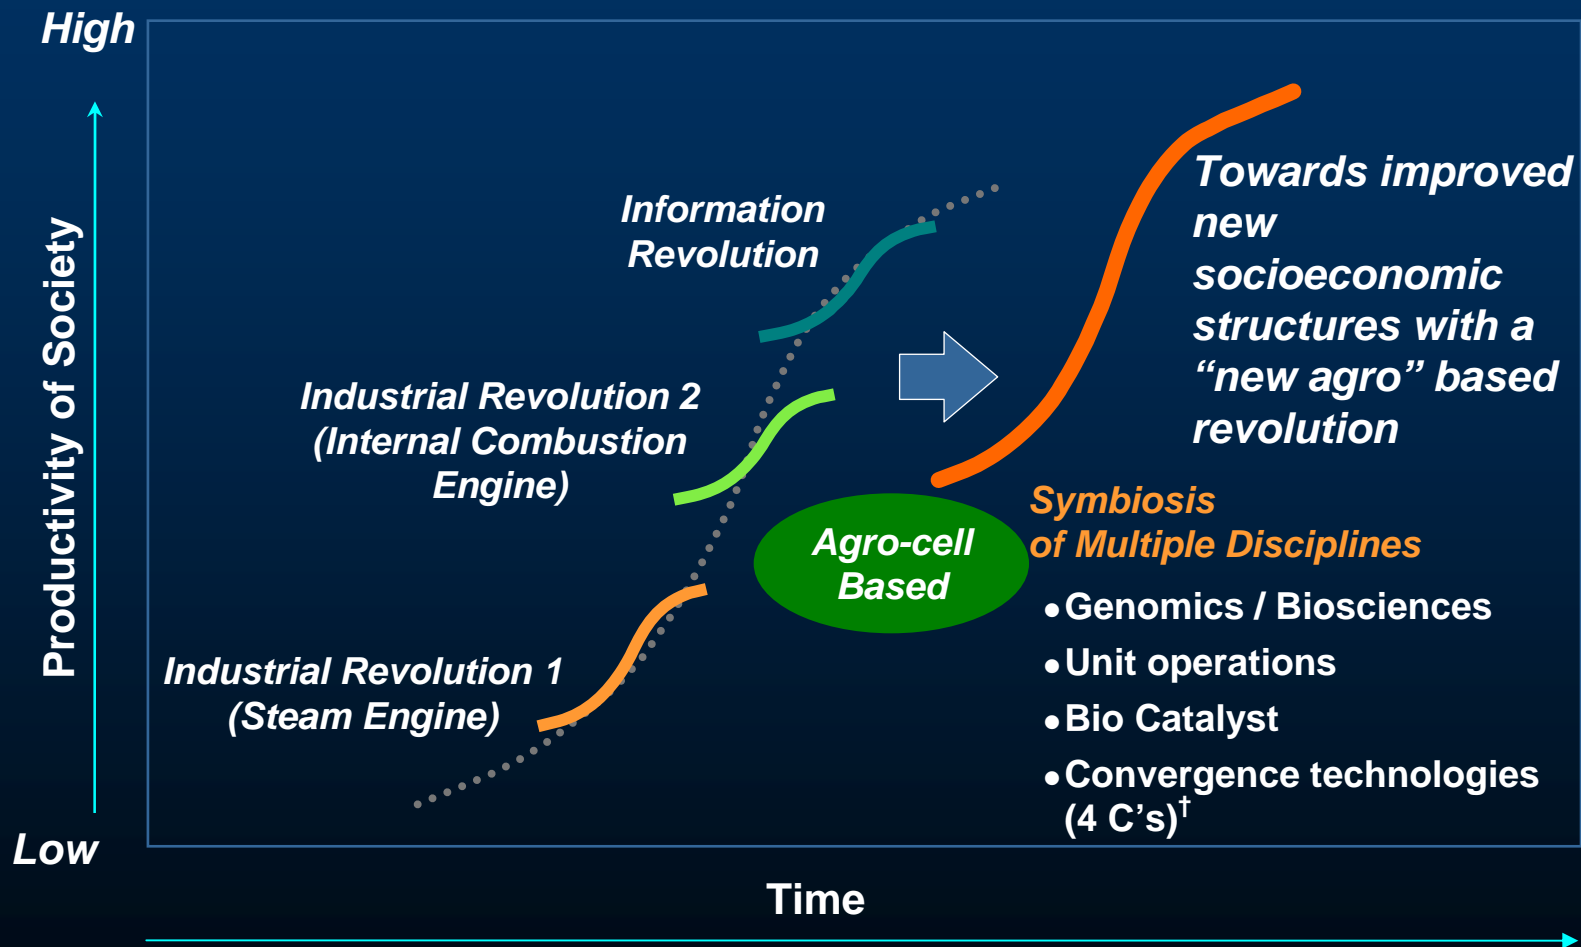 High
Productivity of Society
Low
Information
Revolution
Industrial Revolution 2
(Internal Combustion
Engine)
Industrial Revolution 1
(Steam Engine)
Agro-cell
Based
Towards improved
new
socioeconomic
structures with a
“new agro” based
revolution
Symbiosis
of Multiple Disciplines
●Genomics / Biosciences
●Unit operations
●Bio Catalyst
●Convergence technologies
(4 C’s)†
Time